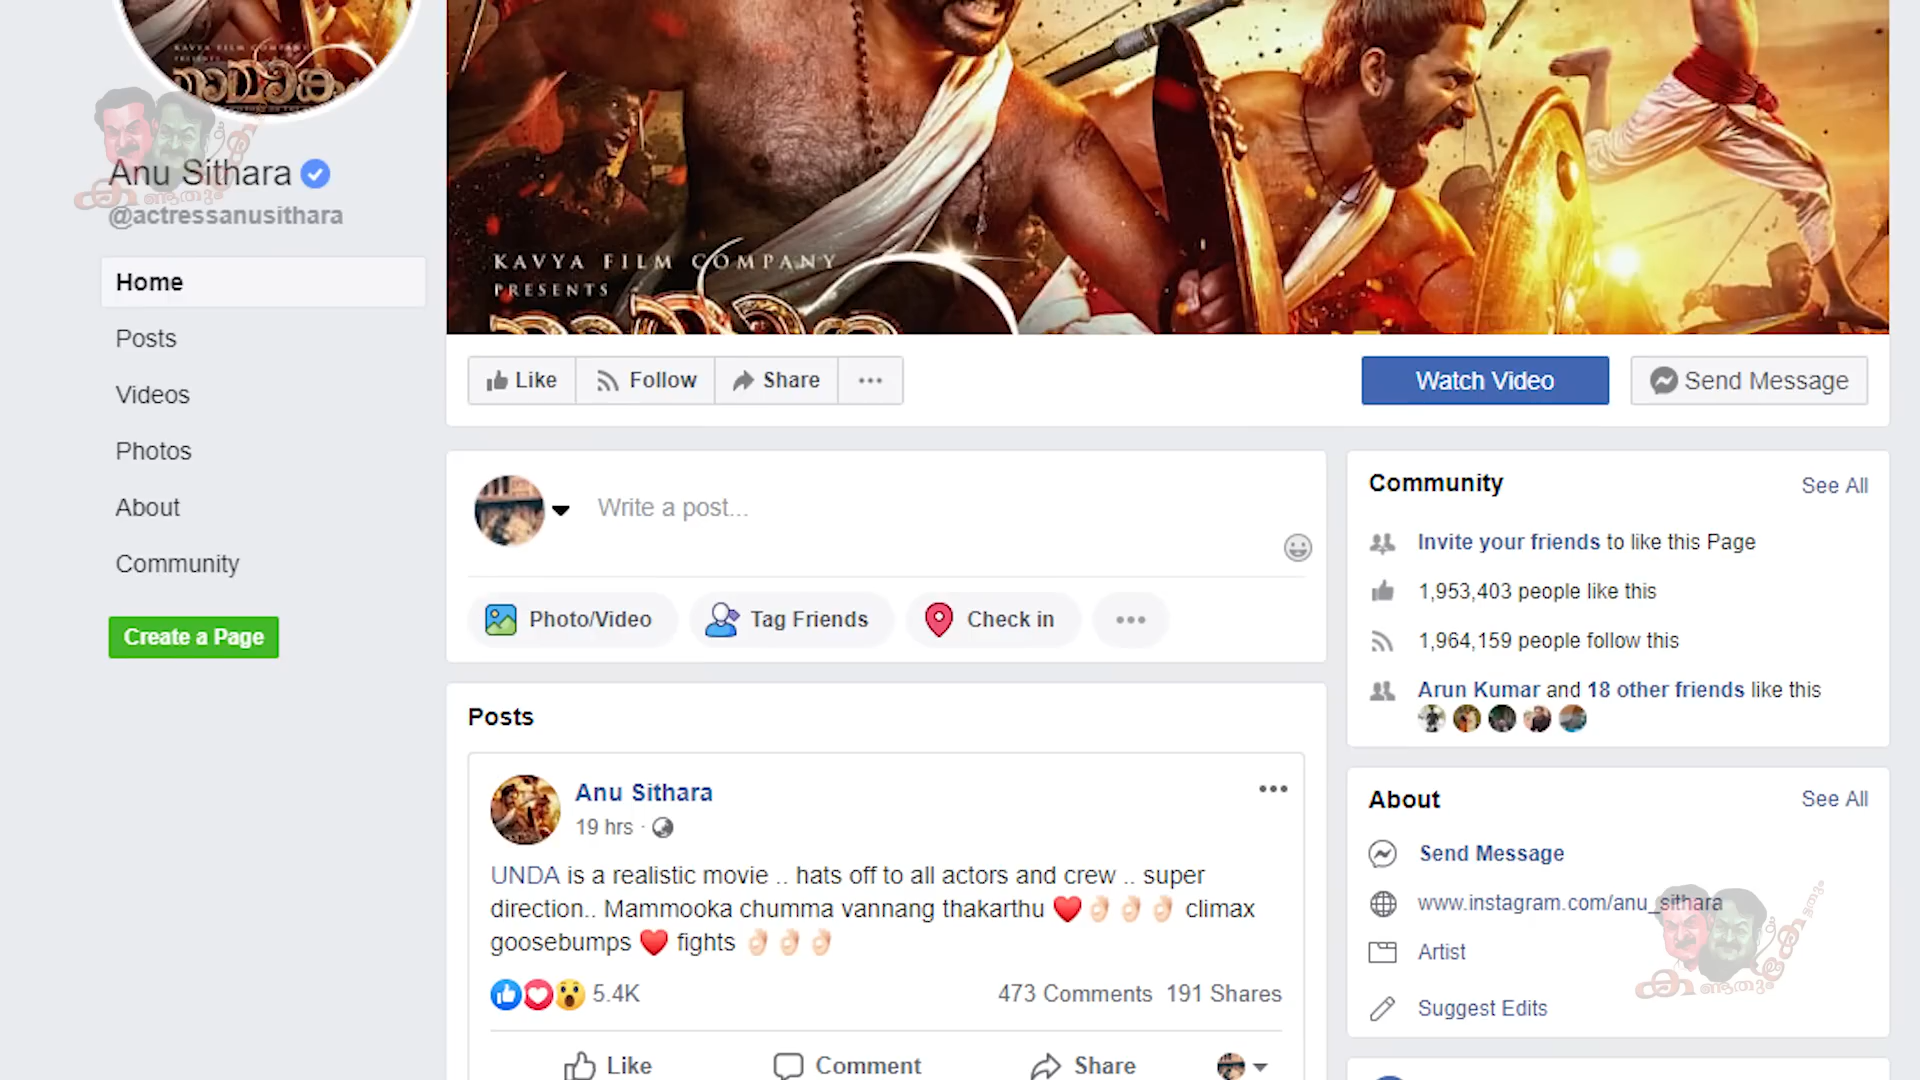 മാമാങ്കം
Anu Sithara
@actressanusithara
Home
Posts
Videos
Photos
About
Community
Create a Page
KAVYA FILM COMPANY
PRESENTS
Like
Follow
Share
Watch Video
Send Message
Write a post...
Photo/Video
Tag Friends
Check in
Posts
Anu Sithara
19 hrs ·
UNDA is a realistic movie .. hats off to all actors and crew .. super
direction.. Mammooka chumma vannang thakarthu ❤️👌🏻👌🏻👌🏻 climax
goosebumps ❤️ fights 👌🏻👌🏻👌🏻
5.4K
473 Comments 191 Shares
Like
Comment
Share
Community
See All
Invite your friends to like this Page
1,953,403 people like this
1,964,159 people follow this
Arun Kumar and 18 other friends like this
About
See All
Send Message
www.instagram.com/anu_sithara
Artist
Suggest Edits